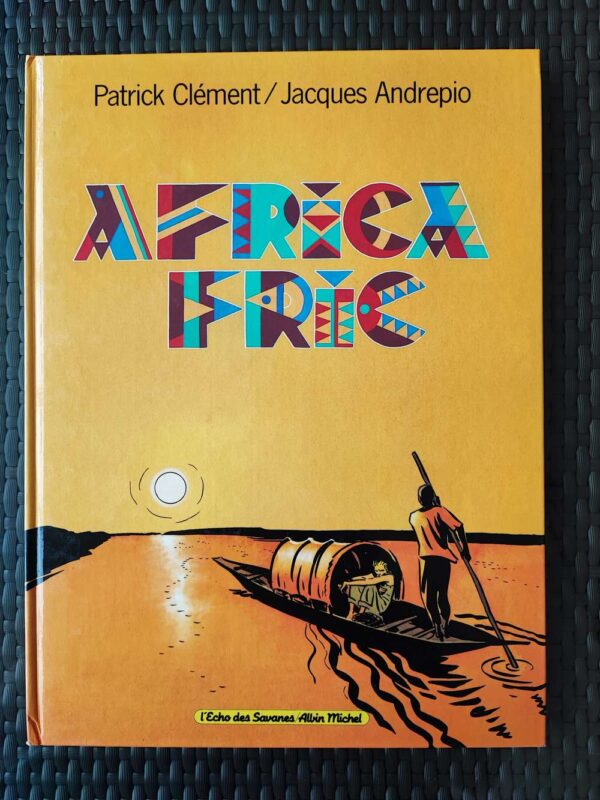 Patrick Clément / Jacques Andrepio
AFRICA
FRIC
l'Echo des Savanes/Albin Michel